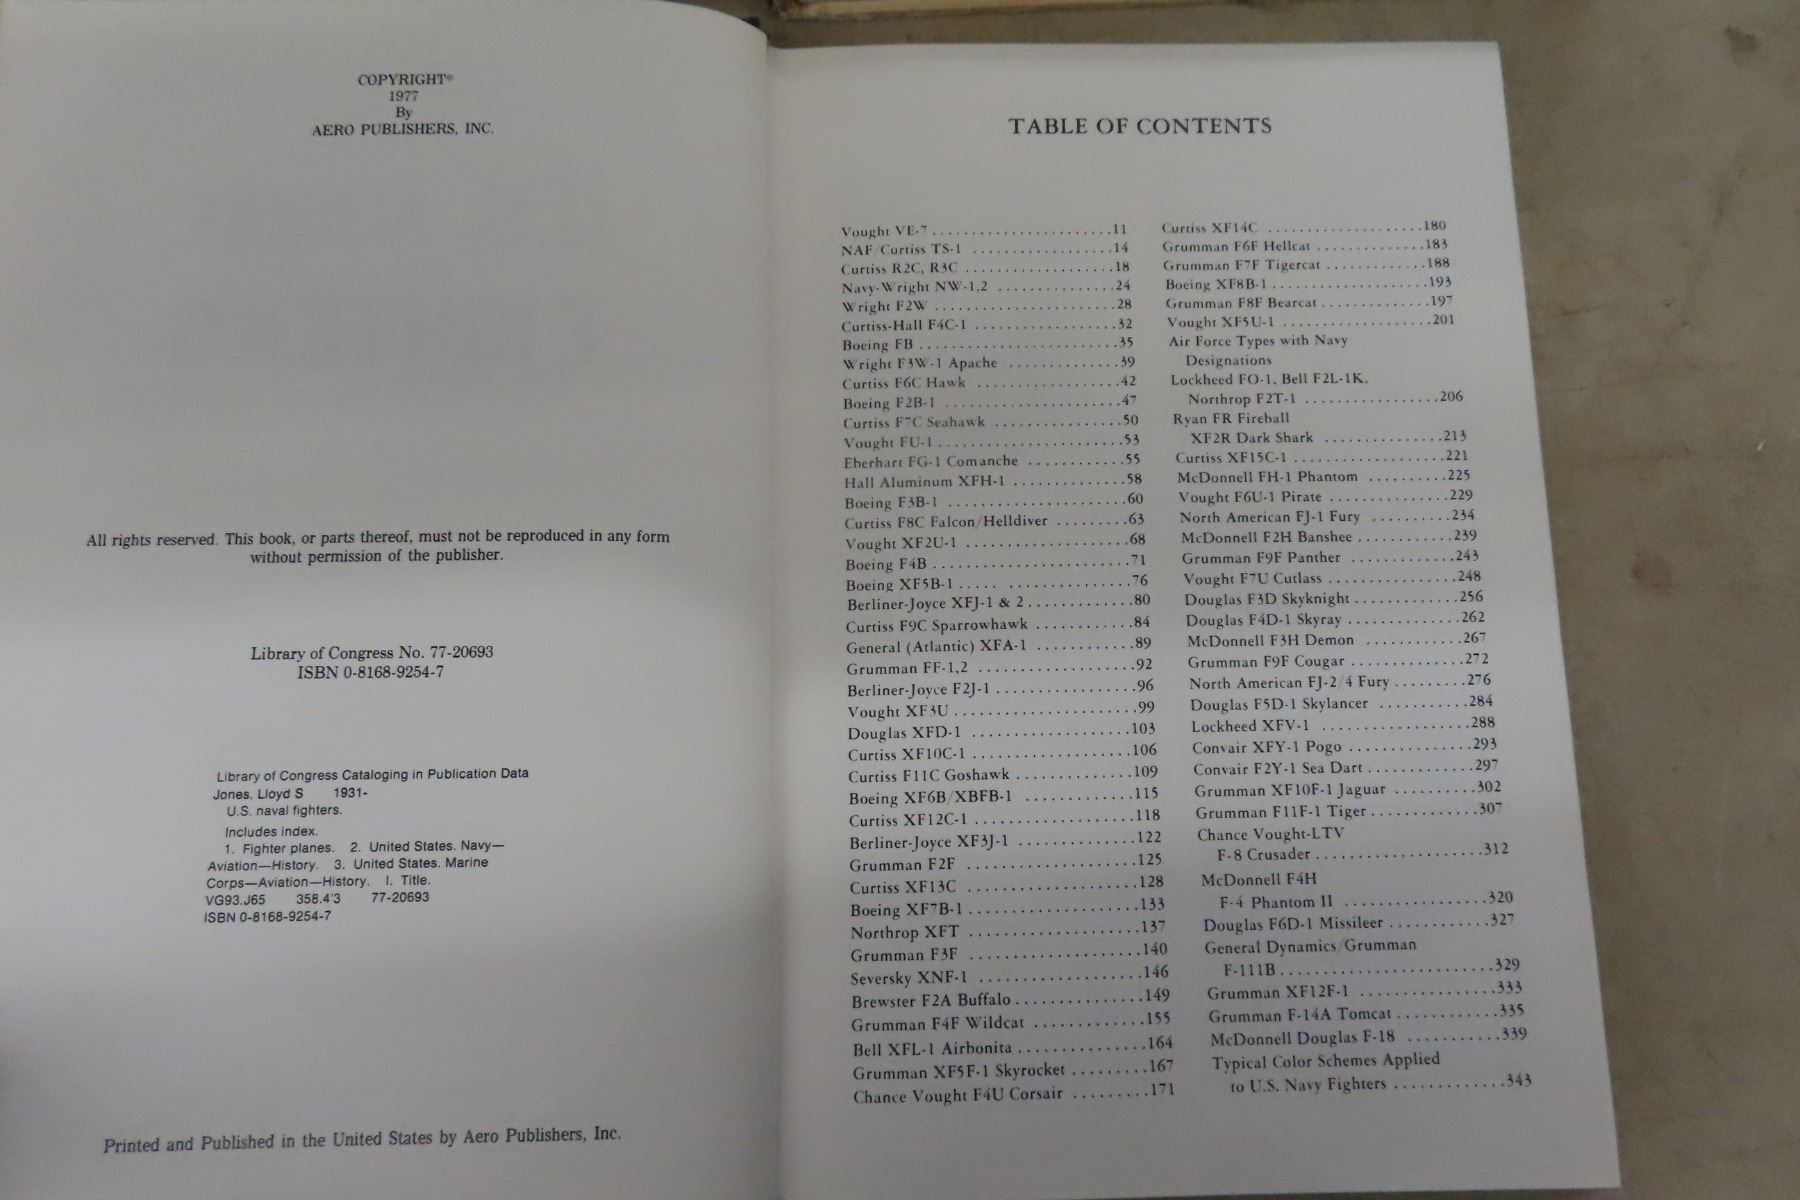 COPYRIGHT©
1977
By
AERO PUBLISHERS, INC.
All rights reserved. This book, or parts thereof, must not be reproduced in any form
without permission of the publisher.
Library of Congress No. 77-20693
ISBN 0-8168-9254-7
Library of Congress Cataloging in Publication Data
Jones, Lloyd S 1931-
U.S. naval fighters.
Includes index.
1. Fighter planes. 2. United States. Navy—
Aviation—History. 3. United States. Marine
Corps—Aviation—History. I. Title.
VG93.J65 358.4'3 77-20693
ISBN 0-8168-9254-7
Printed and Published in the United States by Aero Publishers, Inc.
TABLE OF CONTENTS
Vought VE-7 .......................11
NAF/Curtiss TS-1 ..................14
Curtiss R2C, R3C ...................18
Navy-Wright NW-1,2 ...............24
Wright F2W .......................28
Curtiss-Hall F4C-1 ..................32
Boeing FB .........................35
Wright F3W-1 Apache ..............39
Curtiss F6C Hawk ..................42
Boeing F2B-1 ......................47
Curtiss F7C Seahawk ................50
Vought FU-1 .......................53
Eberhart FG-1 Comanche ............55
Hall Aluminum XFH-1 ..............58
Boeing F3B-1 ......................60
Curtiss F8C Falcon/Helldiver .........63
Vought XF2U-1 ....................68
Boeing F4B ........................71
Boeing XF5B-1 ..... ...............76
Berliner-Joyce XFJ-1 & 2 .............80
Curtiss F9C Sparrowhawk ............84
General (Atlantic) XFA-1 ............89
Grumman FF-1,2 ...................92
Berliner-Joyce F2J-1 .................96
Vought XF3U ......................99
Douglas XFD-1 ...................103
Curtiss XF10C-1 ...................106
Curtiss F11C Goshawk ..............109
Boeing XF6B/XBFB-1 ..............115
Curtiss XF12C-1 ...................118
Berliner-Joyce XF3J-1 ..............122
Grumman F2F ....................125
Curtiss XF13C ....................128
Boeing XF7B-1 ....................133
Northrop XFT ....................137
Grumman F3F ....................140
Seversky XNF-1 ...................146
Brewster F2A Buffalo ...............149
Grumman F4F Wildcat .............155
Bell XFL-1 Airbonita ...............164
Grumman XF5F-1 Skyrocket .........167
Chance Vought F4U Corsair .........171
Curtiss XF14C ....................180
Grumman F6F Hellcat ..............183
Grumman F7F Tigercat .............188
Boeing XF8B-1 ....................193
Grumman F8F Bearcat ..............197
Vought XF5U-1 ...................201
Air Force Types with Navy
Designations
Lockheed FO-1, Bell F2L-1K,
Northrop F2T-1 .................206
Ryan FR Fireball
XF2R Dark Shark ...............213
Curtiss XF15C-1 ...................221
McDonnell FH-1 Phantom ..........225
Vought F6U-1 Pirate ...............229
North American FJ-1 Fury ..........234
McDonnell F2H Banshee ............239
Grumman F9F Panther .............243
Vought F7U Cutlass ................248
Douglas F3D Skyknight .............256
Douglas F4D-1 Skyray ..............262
McDonnell F3H Demon ............267
Grumman F9F Cougar ..............272
North American FJ-2/4 Fury .........276
Douglas F5D-1 Skylancer ...........284
Lockheed XFV-1 ..................288
Convair XFY-1 Pogo ...............293
Convair F2Y-1 Sea Dart .............297
Grumman XF10F-1 Jaguar ..........302
Grumman F11F-1 Tiger .............307
Chance Vought-LTV
F-8 Crusader ....................312
McDonnell F4H
F-4 Phantom II .................320
Douglas F6D-1 Missileer ............327
General Dynamics/Grumman
F-111B ........................329
Grumman XF12F-1 ................333
Grumman F-14A Tomcat ............335
McDonnell Douglas F-18 ...........339
Typical Color Schemes Applied
to U.S. Navy Fighters .............343